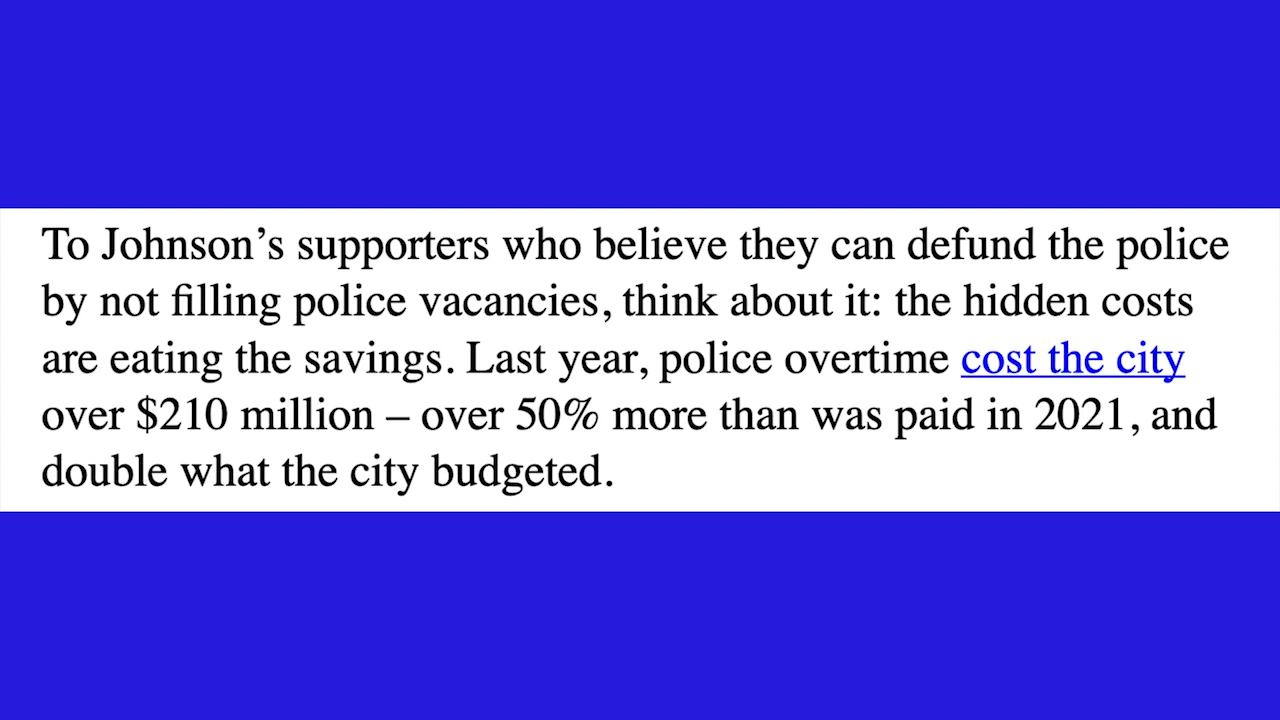 To Johnson’s supporters who believe they can defund the police
by not filling police vacancies, think about it: the hidden costs
are eating the savings. Last year, police overtime cost the city
over $210 million – over 50% more than was paid in 2021, and
double what the city budgeted.